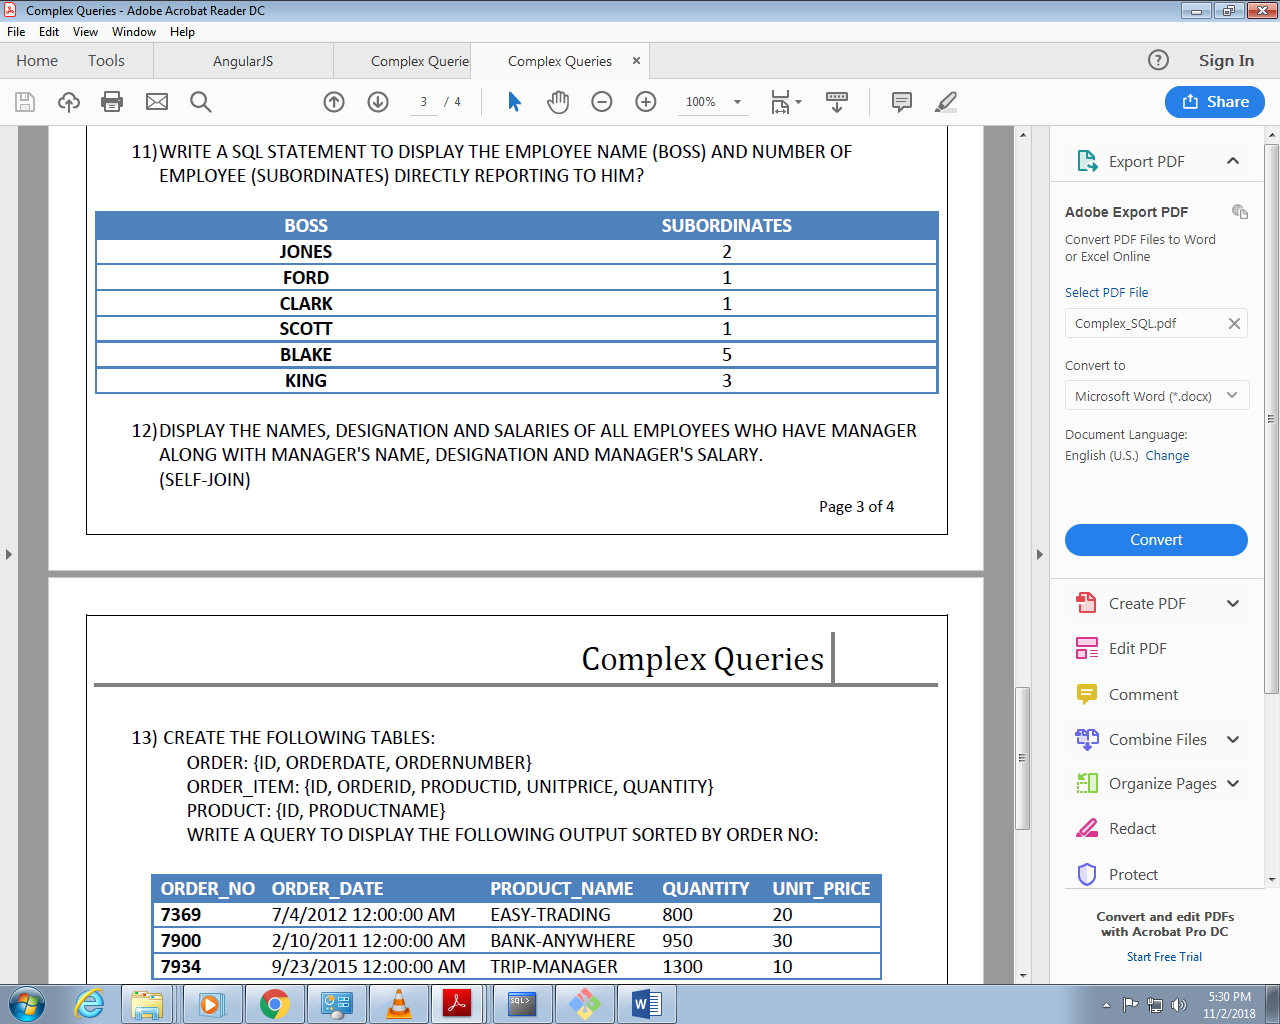 Complex Queries - Adobe Acrobat Reader DC
File Edit View Window Help
Home Tools AngularJS Complex Querie Complex Queries × ? Sign In
3 / 4 100% Share
11)WRITE A SQL STATEMENT TO DISPLAY THE EMPLOYEE NAME (BOSS) AND NUMBER OF
EMPLOYEE (SUBORDINATES) DIRECTLY REPORTING TO HIM?
BOSS SUBORDINATES
JONES 2
FORD 1
CLARK 1
SCOTT 1
BLAKE 5
KING 3
12)DISPLAY THE NAMES, DESIGNATION AND SALARIES OF ALL EMPLOYEES WHO HAVE MANAGER
ALONG WITH MANAGER'S NAME, DESIGNATION AND MANAGER'S SALARY.
(SELF-JOIN)
Page 3 of 4
Complex Queries
13) CREATE THE FOLLOWING TABLES:
ORDER: {ID, ORDERDATE, ORDERNUMBER}
ORDER_ITEM: {ID, ORDERID, PRODUCTID, UNITPRICE, QUANTITY}
PRODUCT: {ID, PRODUCTNAME}
WRITE A QUERY TO DISPLAY THE FOLLOWING OUTPUT SORTED BY ORDER NO:
ORDER_NO ORDER_DATE PRODUCT_NAME QUANTITY UNIT_PRICE
7369 7/4/2012 12:00:00 AM EASY-TRADING 800 20
7900 2/10/2011 12:00:00 AM BANK-ANYWHERE 950 30
7934 9/23/2015 12:00:00 AM TRIP-MANAGER 1300 10
Export PDF
Adobe Export PDF
Convert PDF Files to Word
or Excel Online
Select PDF File
Complex_SQL.pdf
Convert to
Microsoft Word (*.docx)
Document Language:
English (U.S.) Change
Convert
Create PDF
Edit PDF
Comment
Combine Files
Organize Pages
Redact
Protect
Convert and edit PDFs
with Acrobat Pro DC
Start Free Trial
SQL>
5:30 PM
11/2/2018